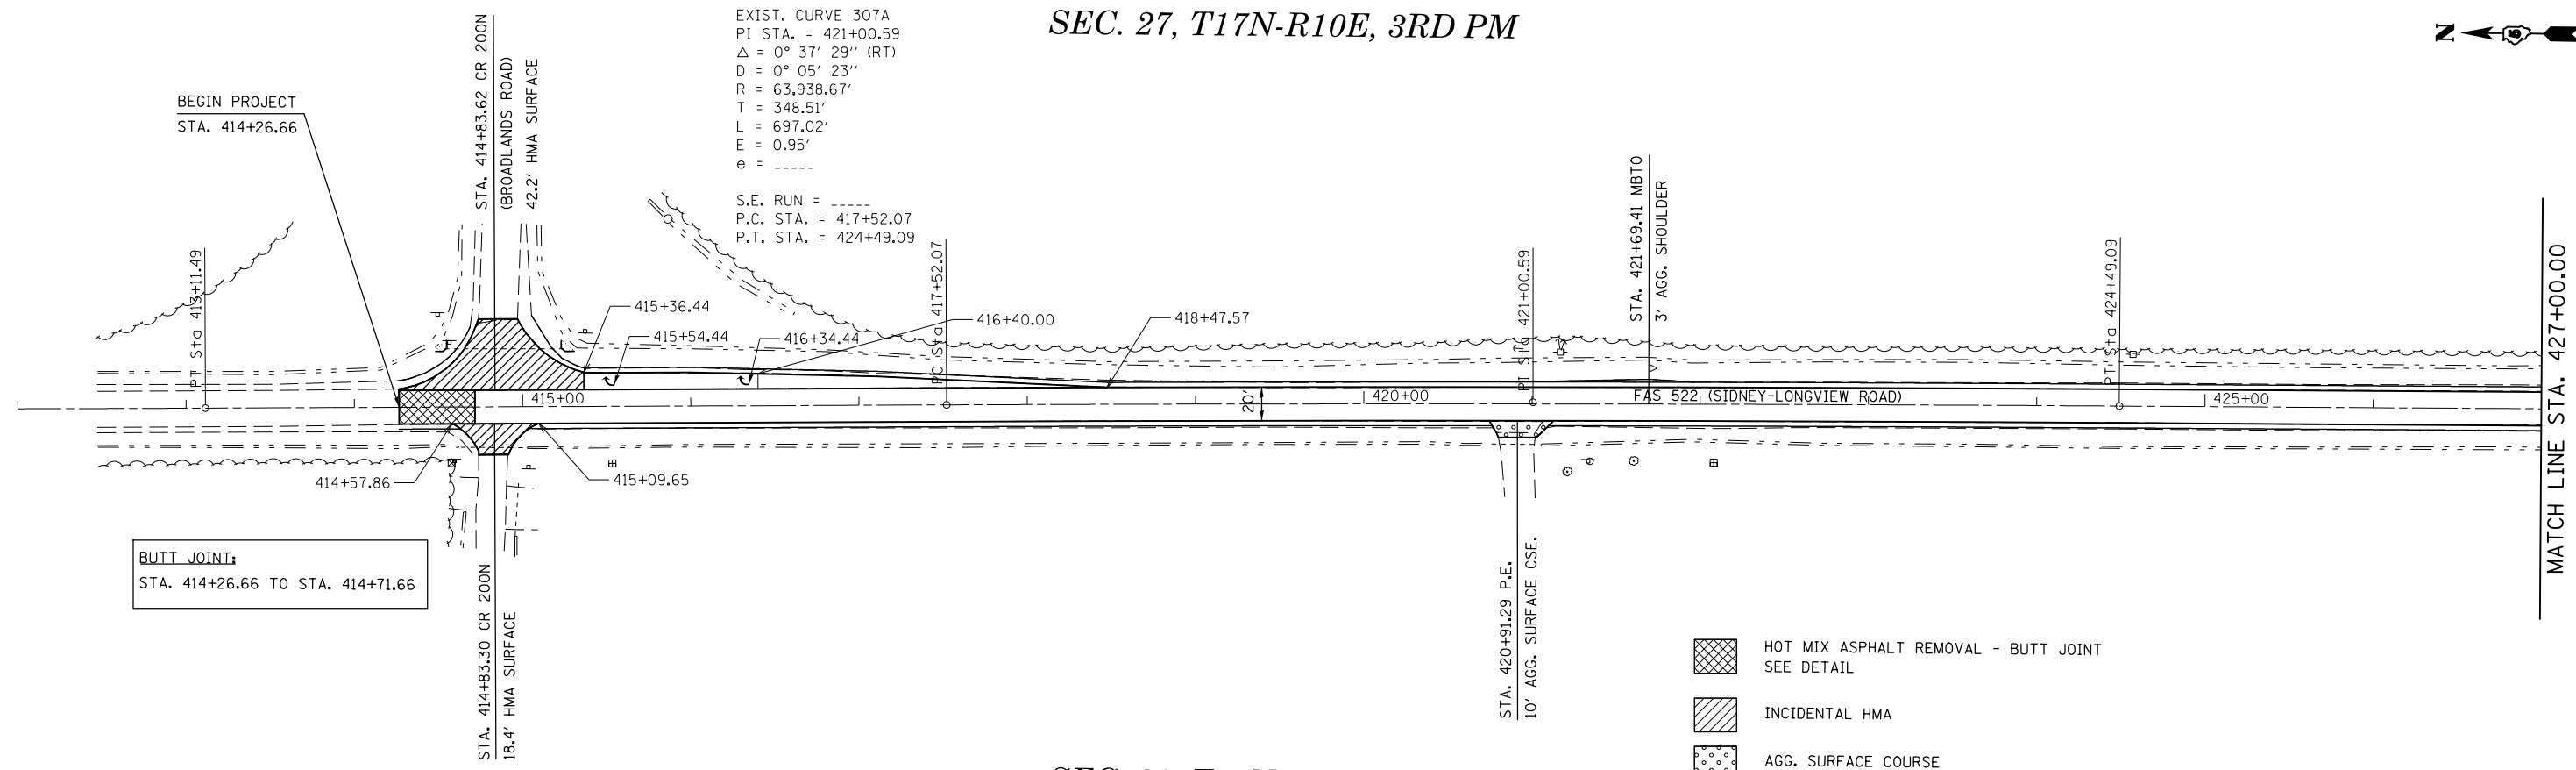 SEC. 27, T17N-R10E, 3RD PM
N
EXIST. CURVE 307A
PI STA. = 421+00.59
Δ = 0° 37' 29'' (RT)
D = 0° 05' 23''
R = 63,938.67'
T = 348.51'
L = 697.02'
E = 0.95'
e = _____
S.E. RUN = _____
P.C. STA. = 417+52.07
P.T. STA. = 424+49.09
BEGIN PROJECT
STA. 414+26.66
STA. 414+83.62 CR 200N
(BROADLANDS ROAD)
42.2' HMA SURFACE
PT Sta 413+11.49
PC Sta 417+52.07
PI Sta 421+00.59
STA. 421+69.41 MBTO
3' AGG. SHOULDER
PT Sta 424+49.09
MATCH LINE STA. 427+00.00
415+36.44
415+54.44
416+34.44
416+40.00
418+47.57
415+00
20'
420+00
FAS 522 (SIDNEY-LONGVIEW ROAD)
425+00
414+57.86
415+09.65
BUTT JOINT:
STA. 414+26.66 TO STA. 414+71.66
STA. 414+83.30 CR 200N
18.4' HMA SURFACE
STA. 420+91.29 P.E.
10' AGG. SURFACE CSE.
HOT MIX ASPHALT REMOVAL - BUTT JOINT
SEE DETAIL
INCIDENTAL HMA
AGG. SURFACE COURSE